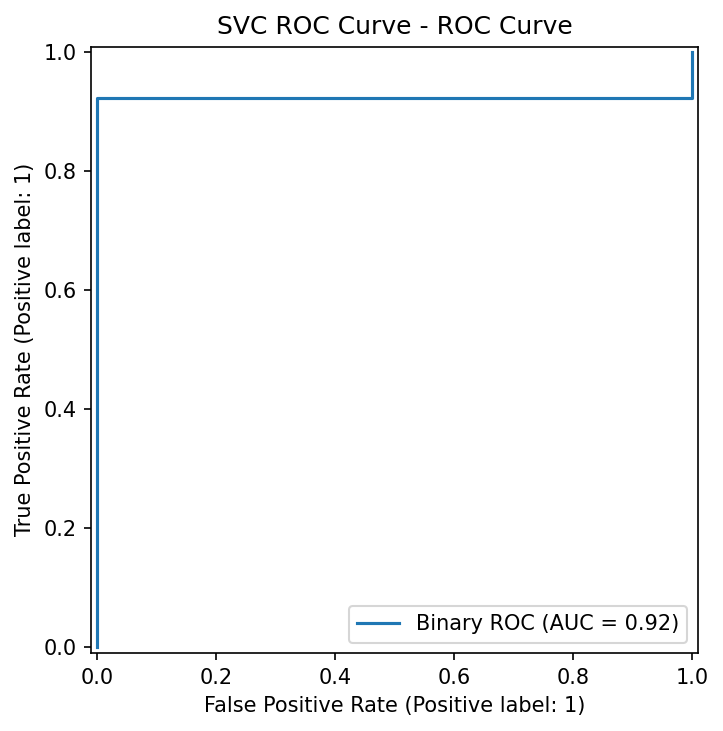 SVC ROC Curve - ROC Curve
1.0
0.8
0.6
0.4
0.2
0.0
True Positive Rate (Positive label: 1)
Binary ROC (AUC = 0.92)
0.0 0.2 0.4 0.6 0.8 1.0
False Positive Rate (Positive label: 1)